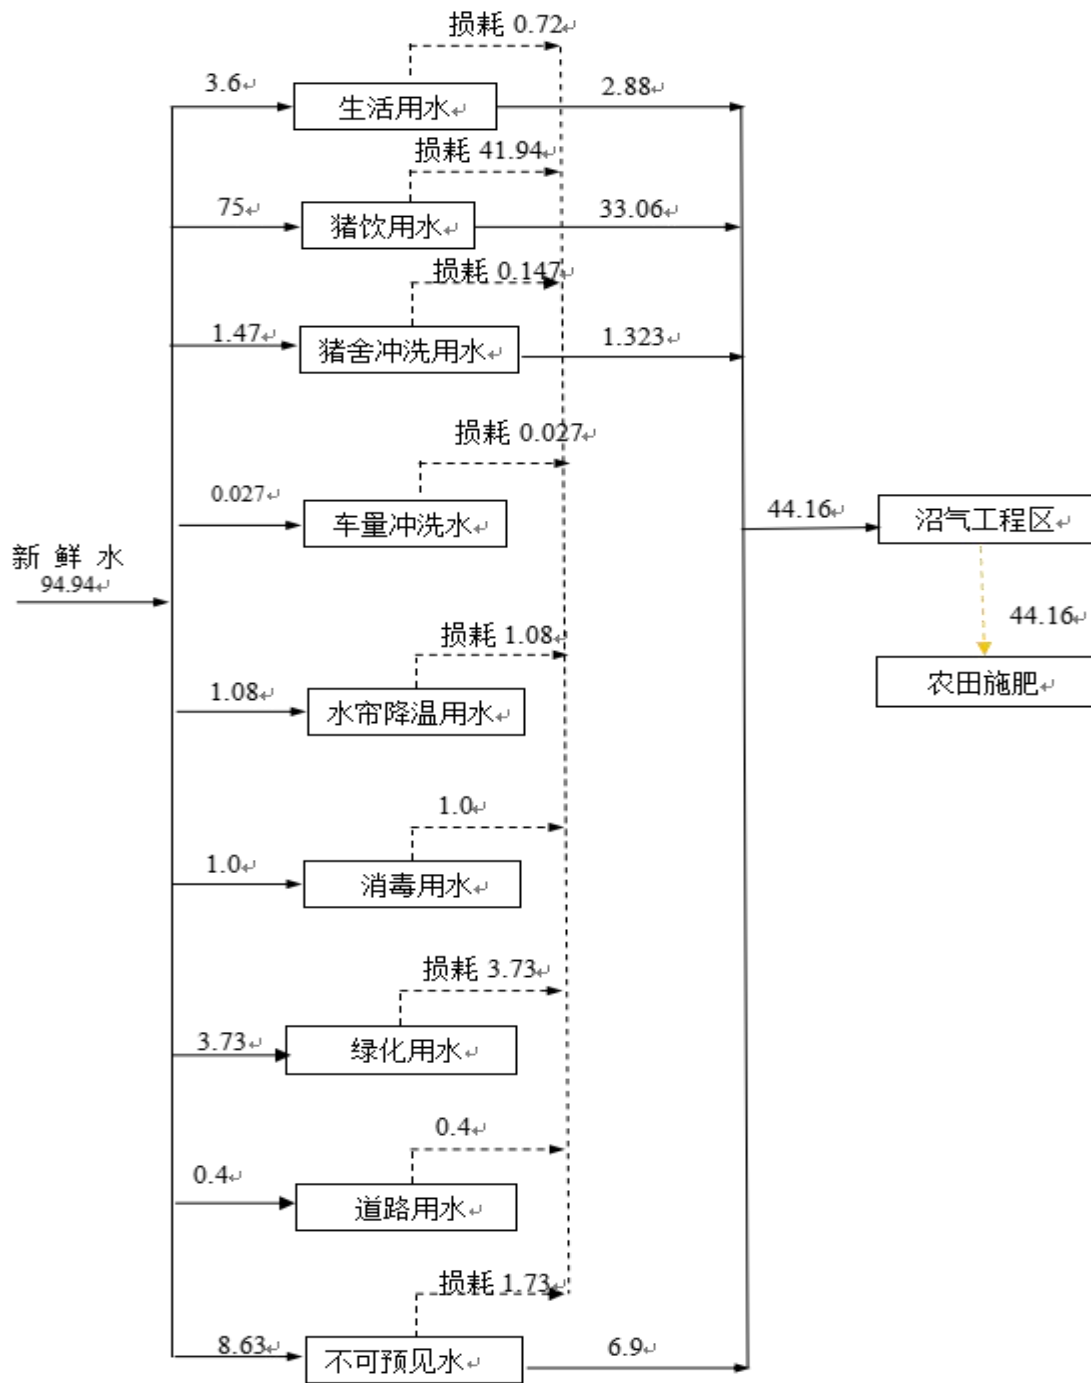 损耗 0.72↵
3.6↵
生活用水↵
2.88↵
损耗 41.94↵
75↵
猪饮用水↵
33.06↵
损耗 0.147↵
1.47↵
猪舍冲洗用水↵
1.323↵
损耗 0.027↵
0.027↵
车量冲洗水↵
44.16↵
沼气工程区↵
新 鲜 水
94.94↵
44.16↵
损耗 1.08↵
1.08↵
水帘降温用水↵
农田施肥↵
1.0↵
1.0↵
消毒用水↵
损耗 3.73↵
3.73↵
绿化用水↵
0.4↵
0.4↵
道路用水↵
损耗 1.73↵
8.63↵
不可预见水↵
6.9↵